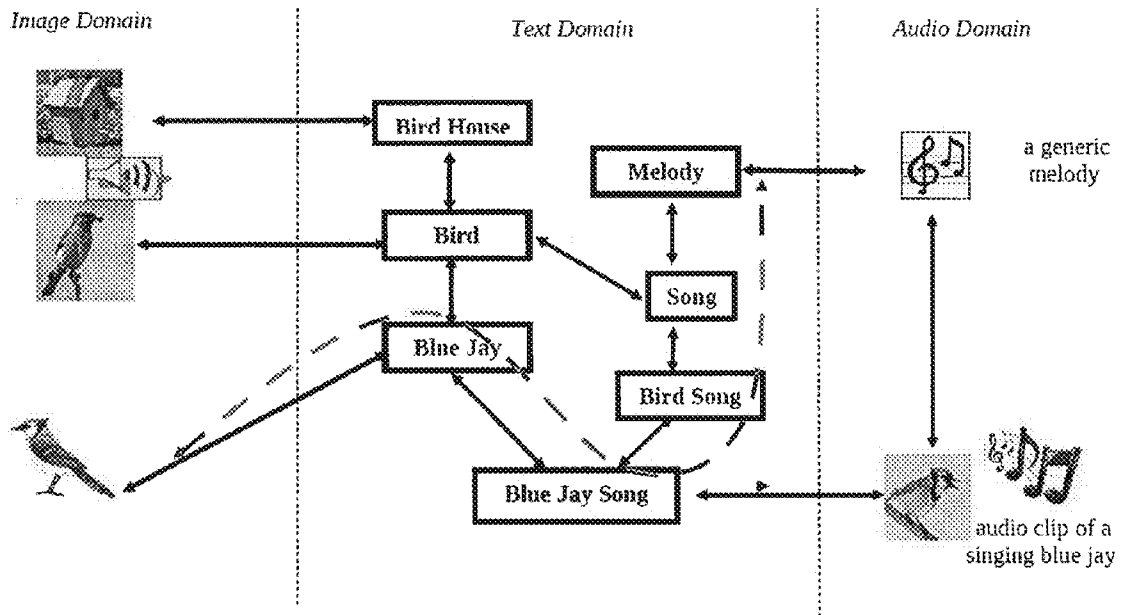 Image Domain
Text Domain
Audio Domain
Bird House
Melody
a generic
melody
Bird
Song
Blue Jay
Bird Song
Blue Jay Song
audio clip of a
singing blue jay